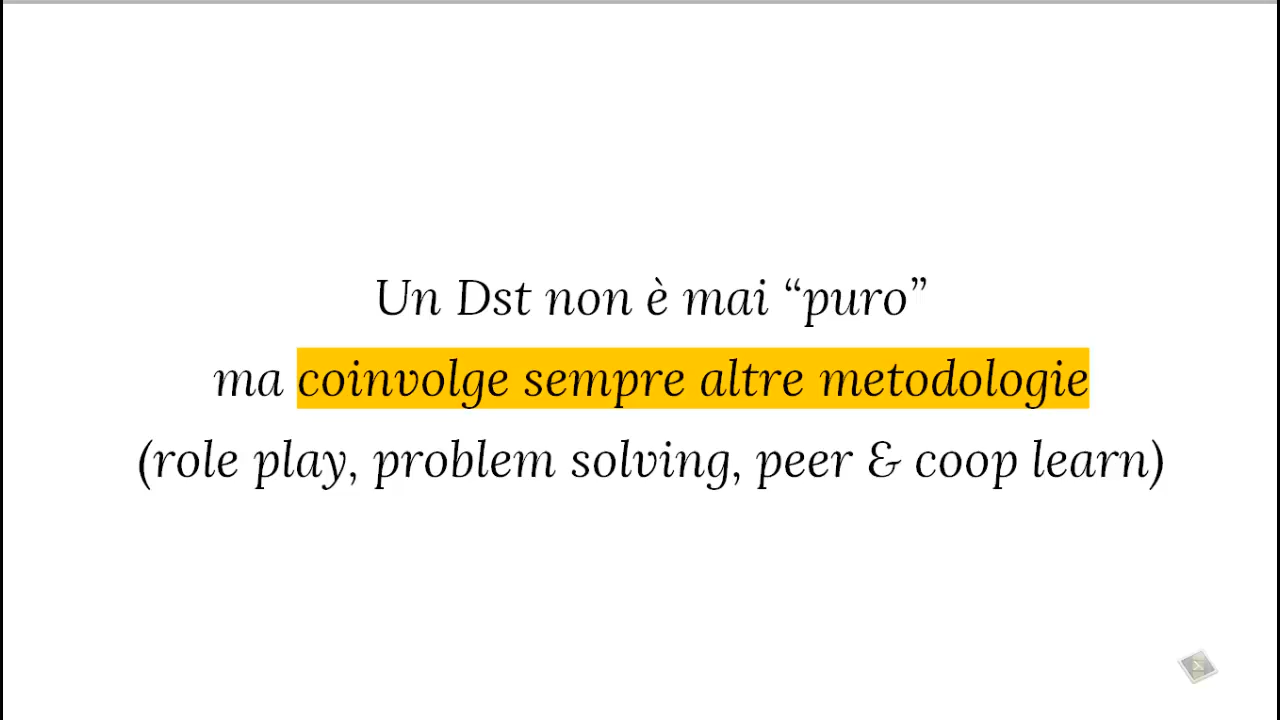 Un Dst non è mai “puro”
ma coinvolge sempre altre metodologie
(role play, problem solving, peer & coop learn)